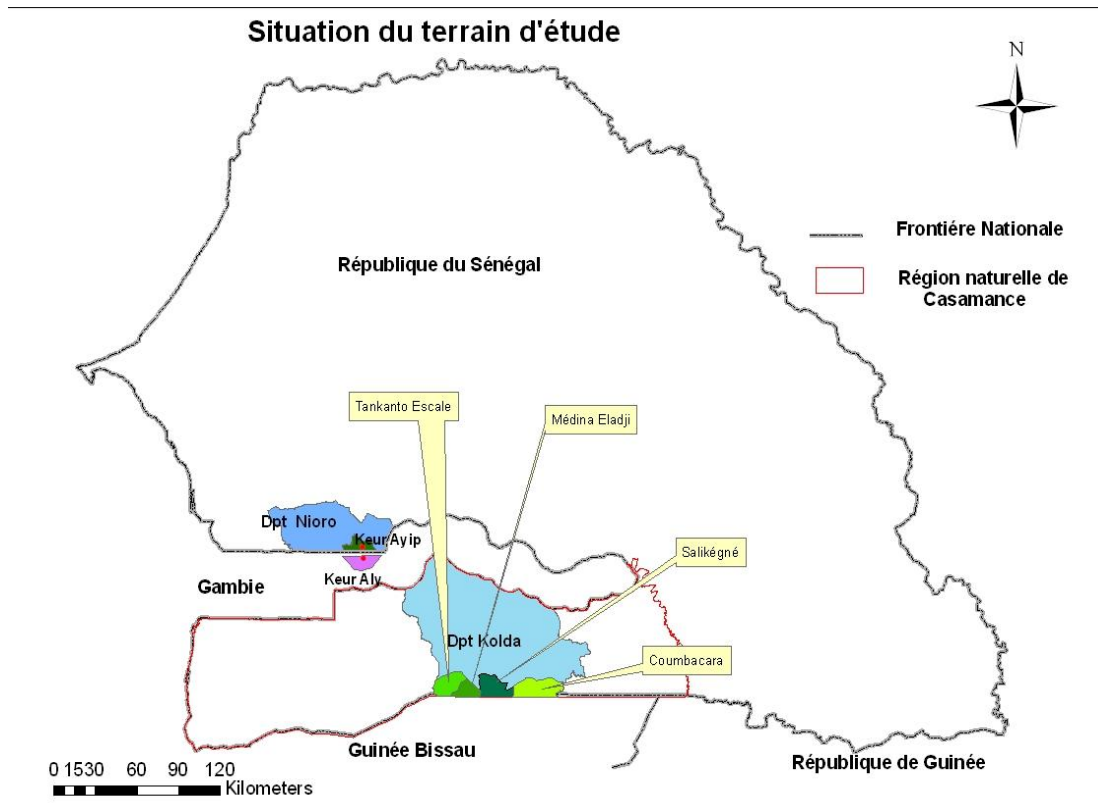 Situation du terrain d'étude
N
Frontiére Nationale
République du Sénégal
Région naturelle de
Casamance
Tankanto Escale
Médina Eladji
Dpt Nioro
Keur Ayip
Salikégné
Keur Aly
Gambie
Dpt Kolda
Coumbacara
Guinée Bissau
République de Guinée
0 1530 60 90 120
Kilometers